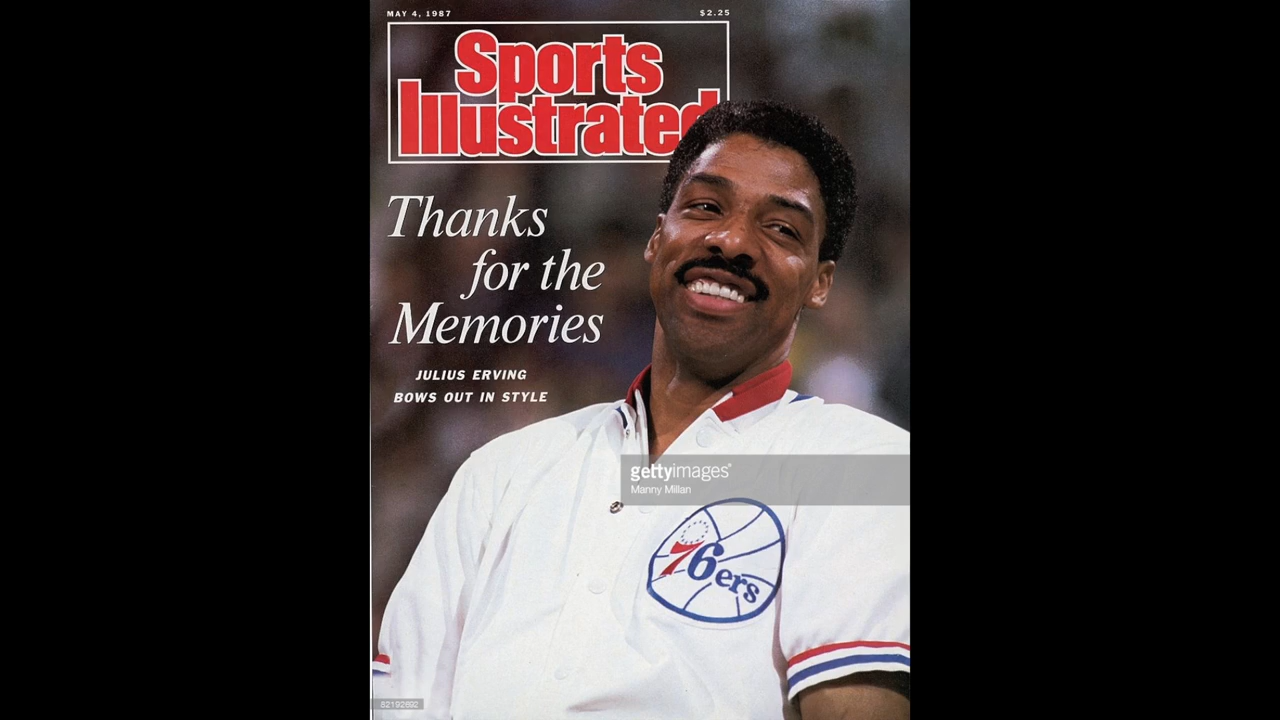 MAY 4, 1987
$2.25
Sports
Illustrated
Thanks
for the
Memories
JULIUS ERVING
BOWS OUT IN STYLE
gettyimages®
Manny Millan
76ers
82192692